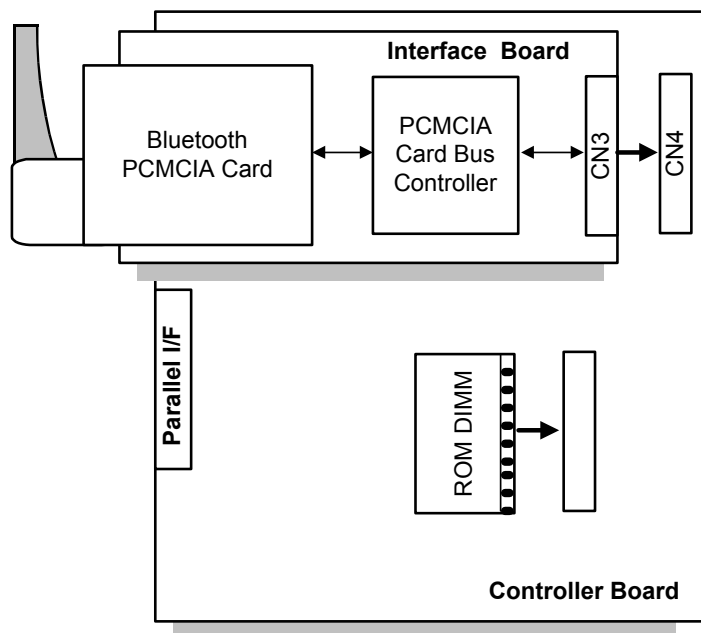 Interface Board
Bluetooth
PCMCIA Card
PCMCIA
Card Bus
Controller
CN3
CN4
Parallel I/F
ROM DIMM
Controller Board